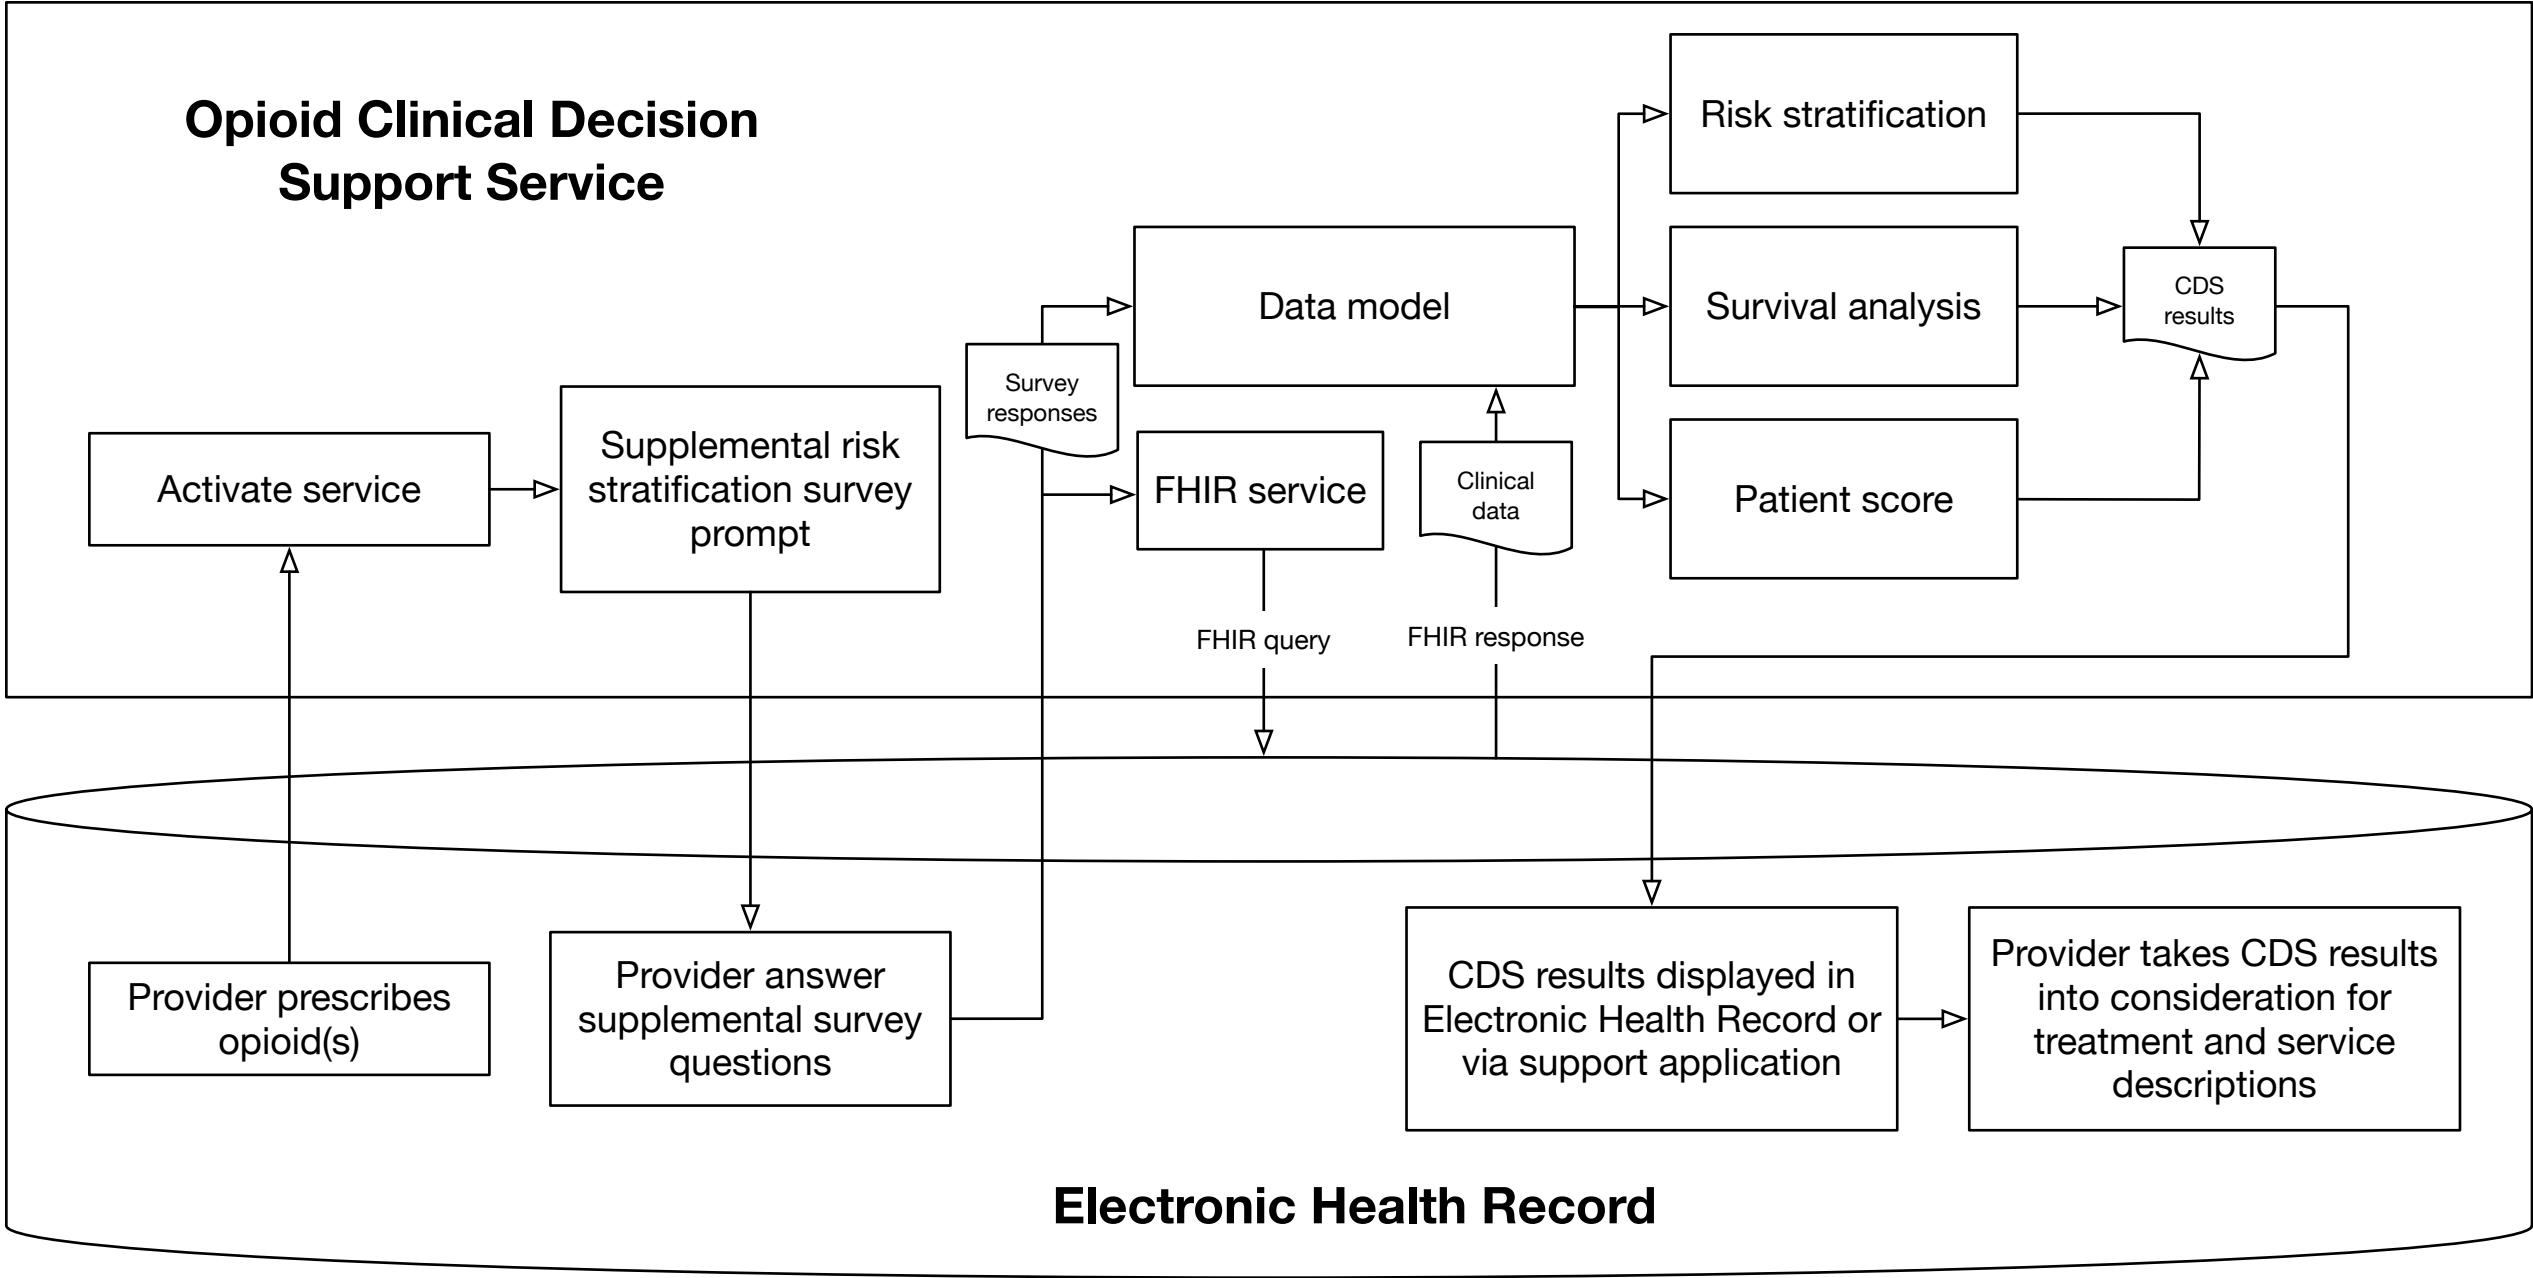 Opioid Clinical Decision
Support Service
Risk stratification
Data model
Survival analysis
CDS
results
Survey
responses
Supplemental risk
stratification survey
prompt
Activate service
FHIR service
Clinical
data
Patient score
FHIR query
FHIR response
Provider prescribes
opioid(s)
Provider answer
supplemental survey
questions
CDS results displayed in
Electronic Health Record or
via support application
Provider takes CDS results
into consideration for
treatment and service
descriptions
Electronic Health Record